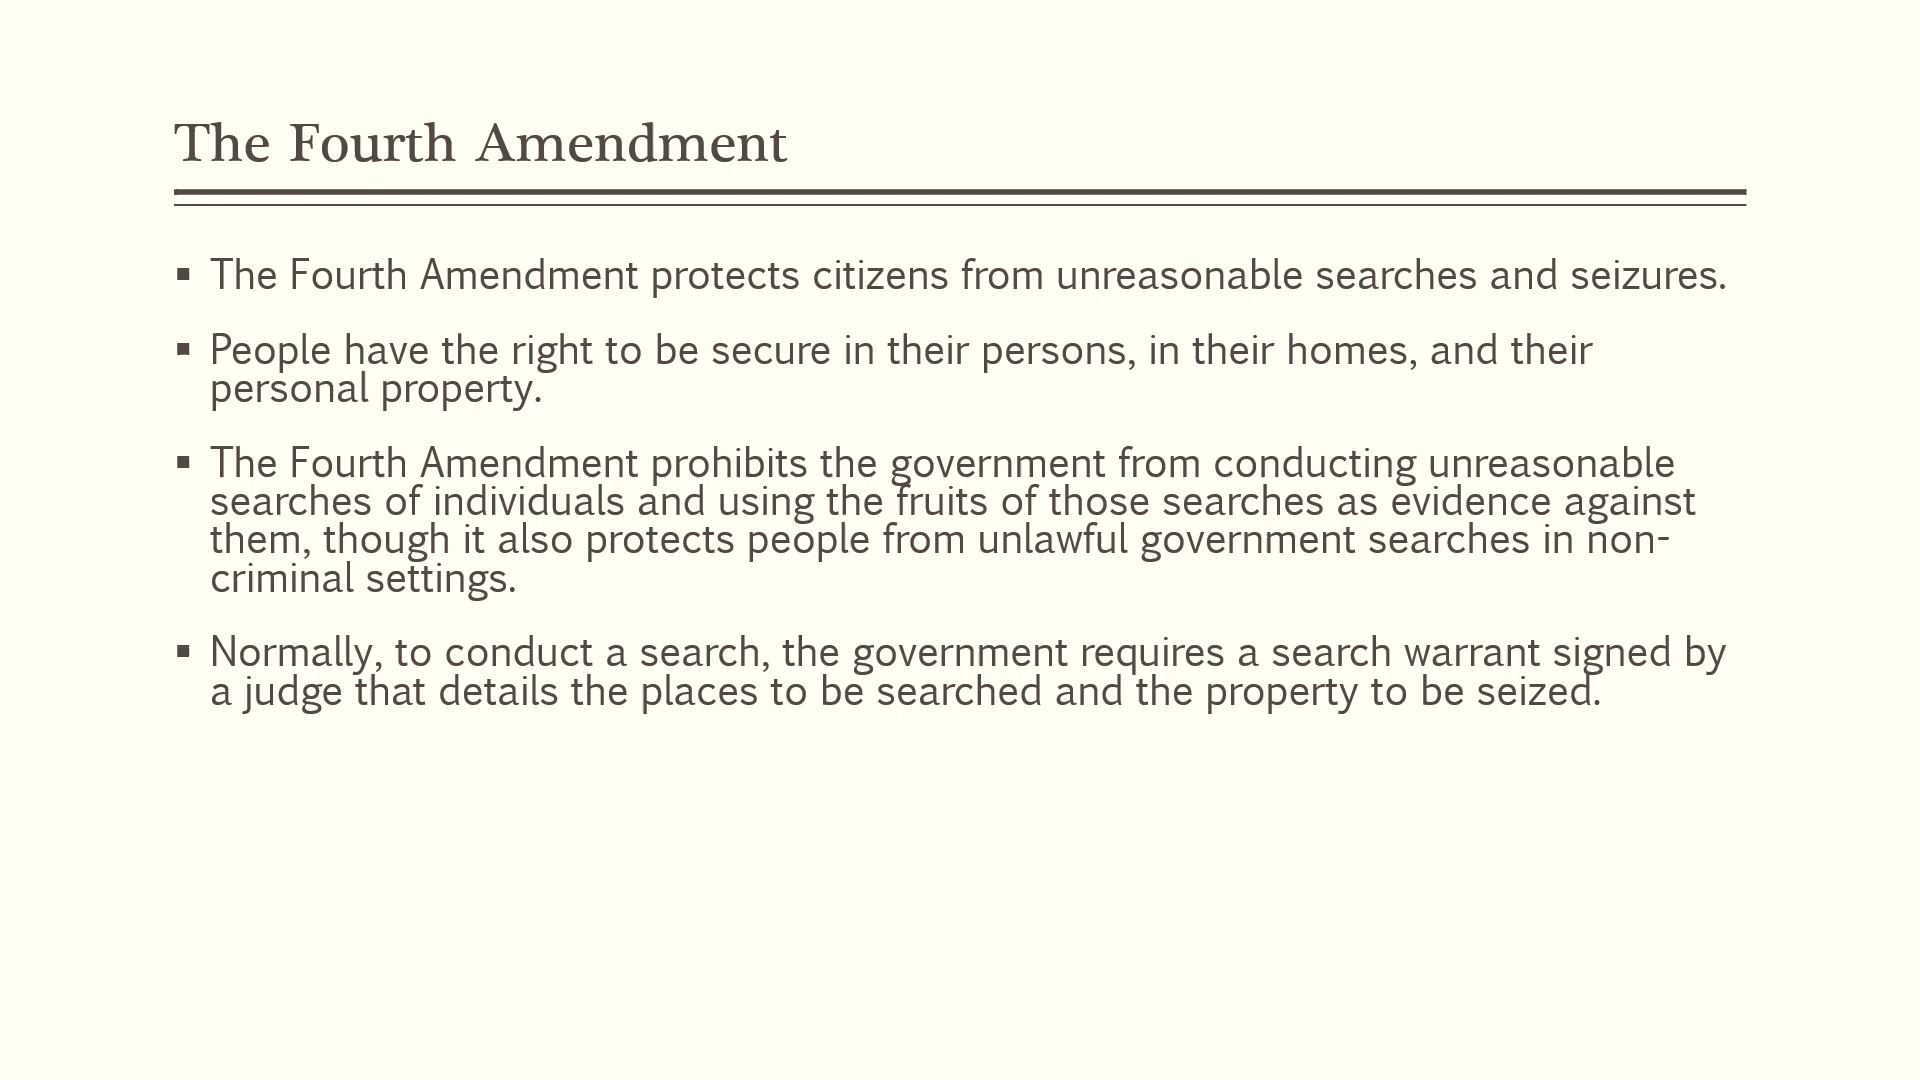 The Fourth Amendment
▪ The Fourth Amendment protects citizens from unreasonable searches and seizures.
▪ People have the right to be secure in their persons, in their homes, and their
personal property.
▪ The Fourth Amendment prohibits the government from conducting unreasonable
searches of individuals and using the fruits of those searches as evidence against
them, though it also protects people from unlawful government searches in non-
criminal settings.
▪ Normally, to conduct a search, the government requires a search warrant signed by
a judge that details the places to be searched and the property to be seized.